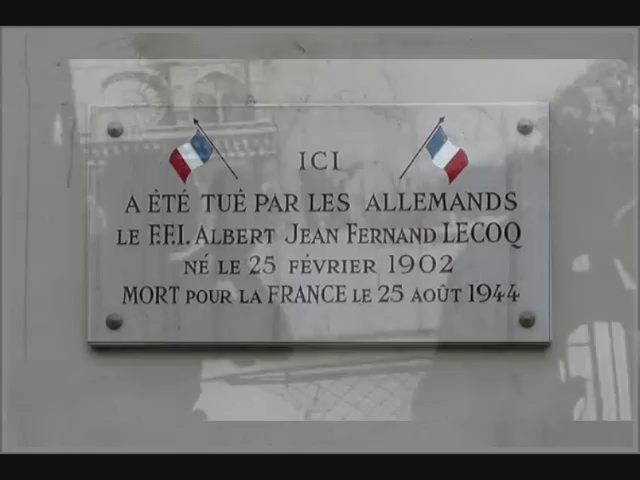 ICI
A ÉTÉ TUÉ PAR LES ALLEMANDS
LE F.F.I. ALBERT JEAN FERNAND LECOQ
NÉ LE 25 FÉVRIER 1902
MORT POUR LA FRANCE LE 25 AOÛT 1944